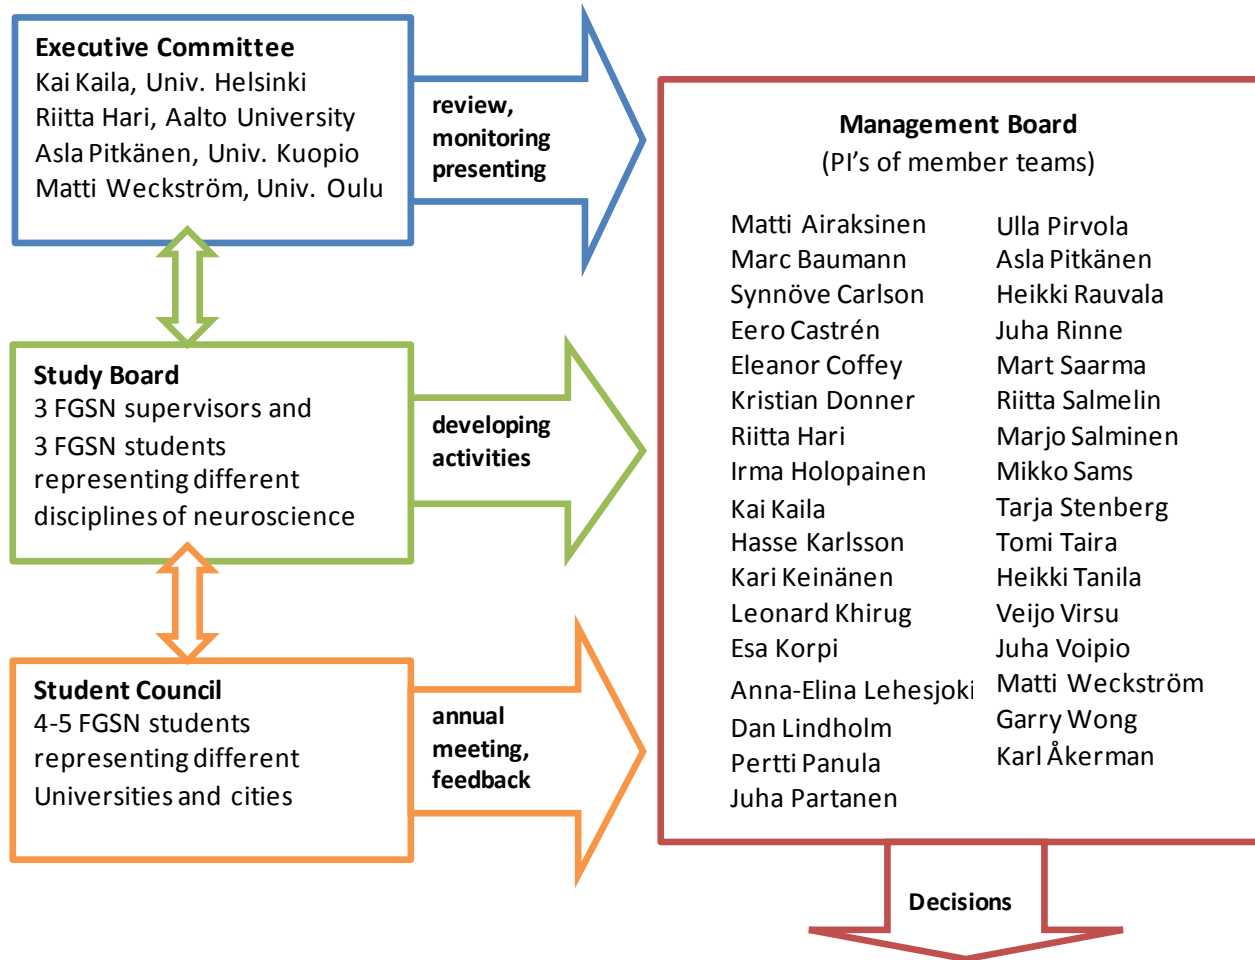 Executive Committee
Kai Kaila, Univ. Helsinki
Riitta Hari, Aalto University
Asla Pitkänen, Univ. Kuopio
Matti Weckström, Univ. Oulu
review,
monitoring
presenting
Study Board
3 FGSN supervisors and
3 FGSN students
representing different
disciplines of neuroscience
developing
activities
Student Council
4-5 FGSN students
representing different
Universities and cities
annual
meeting,
feedback
Management Board
(PI's of member teams)
Matti Airaksinen
Marc Baumann
Synnöve Carlson
Eero Castrén
Eleanor Coffey
Kristian Donner
Riitta Hari
Irma Holopainen
Kai Kaila
Hasse Karlsson
Kari Keinänen
Leonard Khirug
Esa Korpi
Anna-Elina Lehesjoki
Dan Lindholm
Pertti Panula
Juha Partanen
Ulla Pirvola
Asla Pitkänen
Heikki Rauvala
Juha Rinne
Mart Saarma
Riitta Salmelin
Marjo Salminen
Mikko Sams
Tarja Stenberg
Tomi Taira
Heikki Tanila
Veijo Virsu
Juha Voipio
Matti Weckström
Garry Wong
Karl Åkerman
Decisions